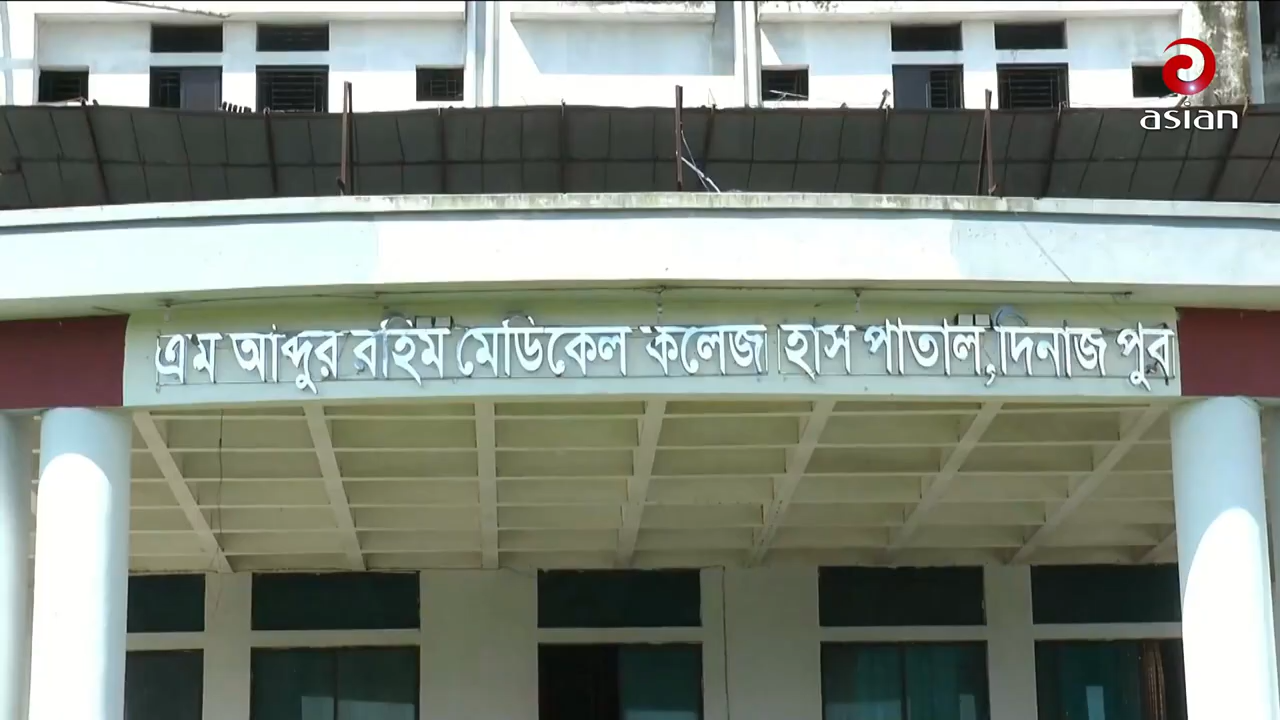 asian
এম আব্দুর রহিম মেডিকেল কলেজ হাসপাতাল,দিনাজপুর